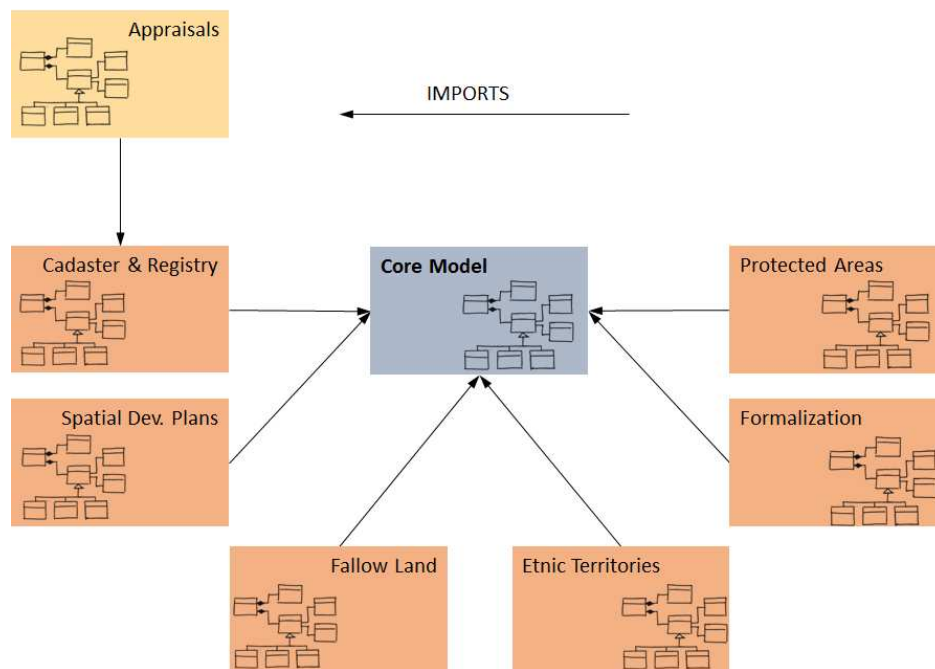 Appraisals
IMPORTS
Cadaster & Registry
Core Model
Protected Areas
Spatial Dev. Plans
Formalization
Fallow Land
Etnic Territories